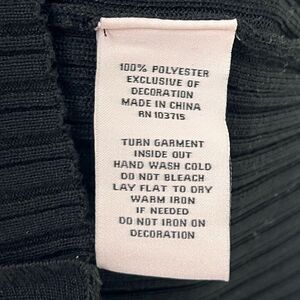 100% POLYESTER
EXCLUSIVE OF
DECORATION
MADE IN CHINA
RN 103715
TURN GARMENT
INSIDE OUT
HAND WASH COLD
DO NOT BLEACH
LAY FLAT TO DRY
WARM IRON
IF NEEDED
DO NOT IRON ON
DECORATION